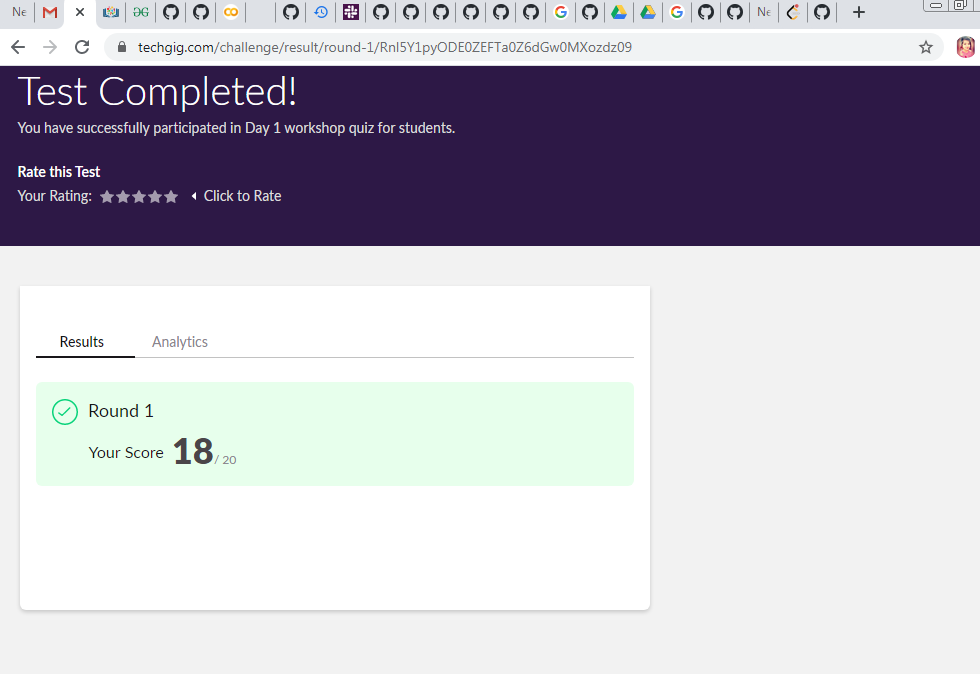 Ne
Ne
techgig.com/challenge/result/round-1/RnI5Y1pyODE0ZEFTa0Z6dGw0MXozdz09
Test Completed!
You have successfully participated in Day 1 workshop quiz for students.
Rate this Test
Your Rating: Click to Rate
Results Analytics
Round 1
Your Score 18 / 20